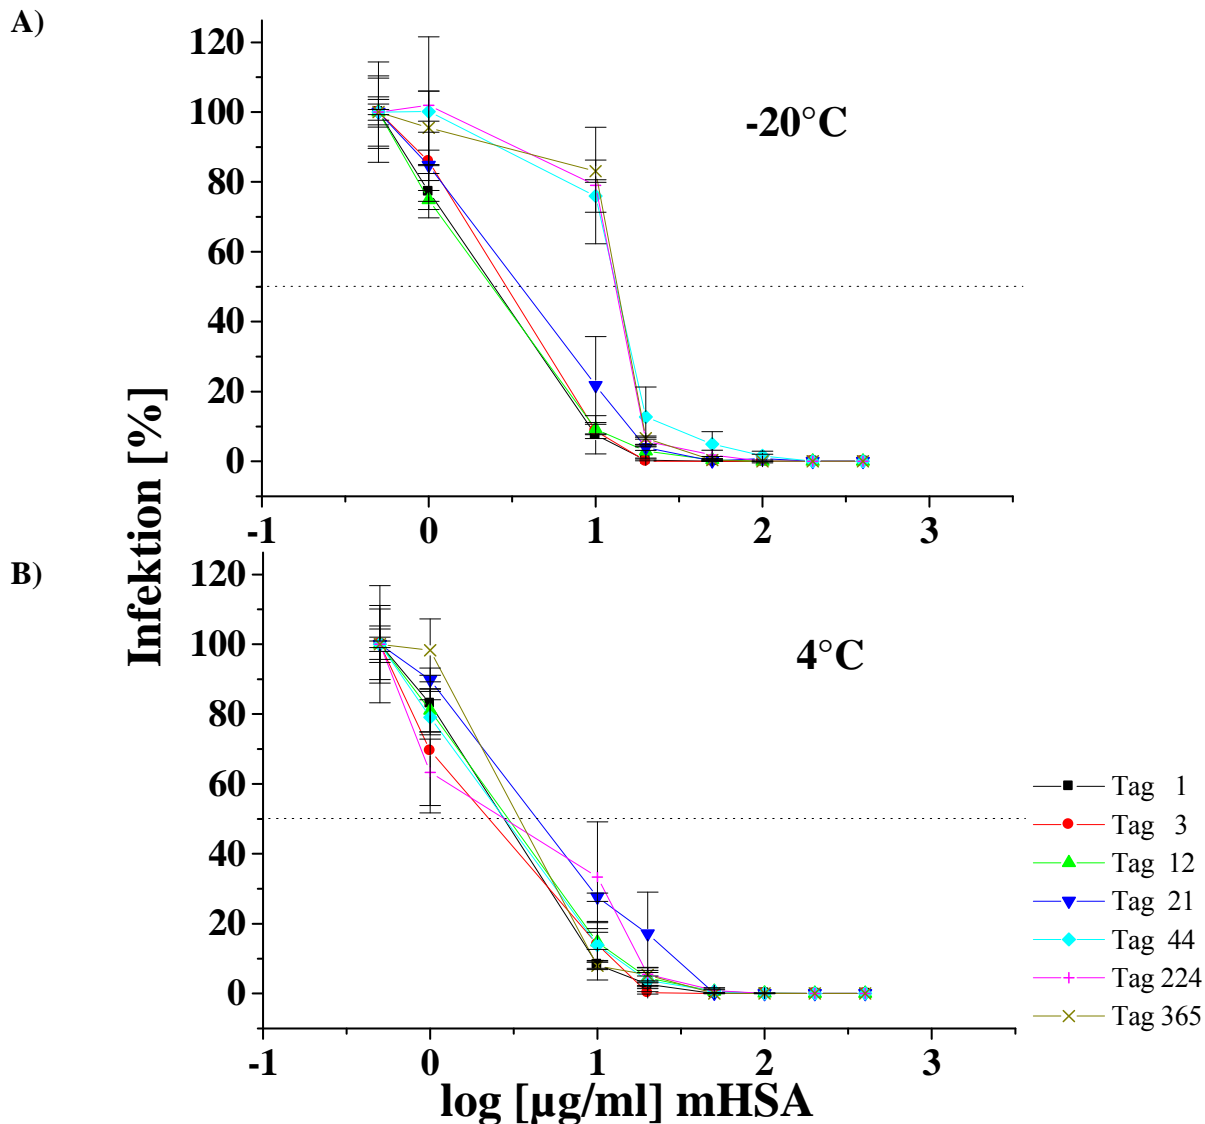 A)
120
100
80
60
40
20
0
-20°C
-1 0 1 2 3
Infektion [%]
B)
120
100
80
60
40
20
0
4°C
-1 0 1 2 3
log [µg/ml] mHSA
Tag 1
Tag 3
Tag 12
Tag 21
Tag 44
Tag 224
Tag 365